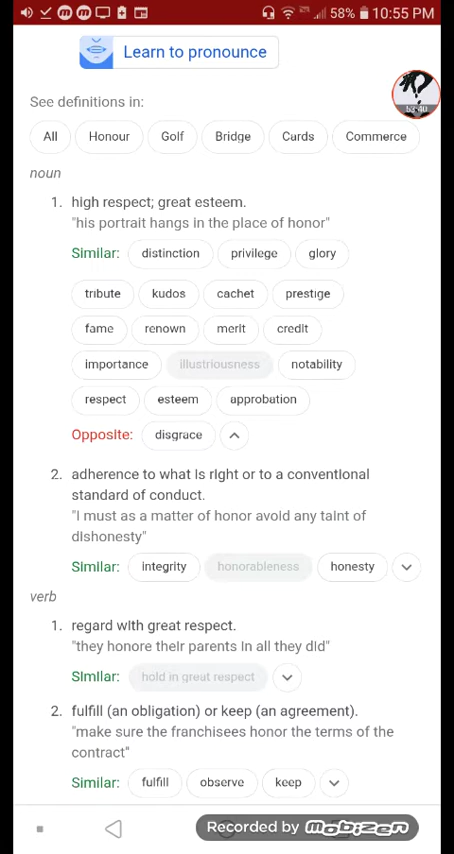 58% 10:55 PM
Learn to pronounce
53:40
See definitions in:
All Honour Golf Bridge Cards Commerce
noun
1. high respect; great esteem.
"his portrait hangs in the place of honor"
Similar: distinction privilege glory
tribute kudos cachet prestige
fame renown merit credit
importance illustriousness notability
respect esteem approbation
Opposite: disgrace
2. adherence to what is right or to a conventional
standard of conduct.
"I must as a matter of honor avoid any taint of
dishonesty"
Similar: integrity honorableness honesty
verb
1. regard with great respect.
"they honore their parents in all they did"
Similar: hold in great respect
2. fulfill (an obligation) or keep (an agreement).
"make sure the franchisees honor the terms of the
contract"
Similar: fulfill observe keep
Recorded by mobizen